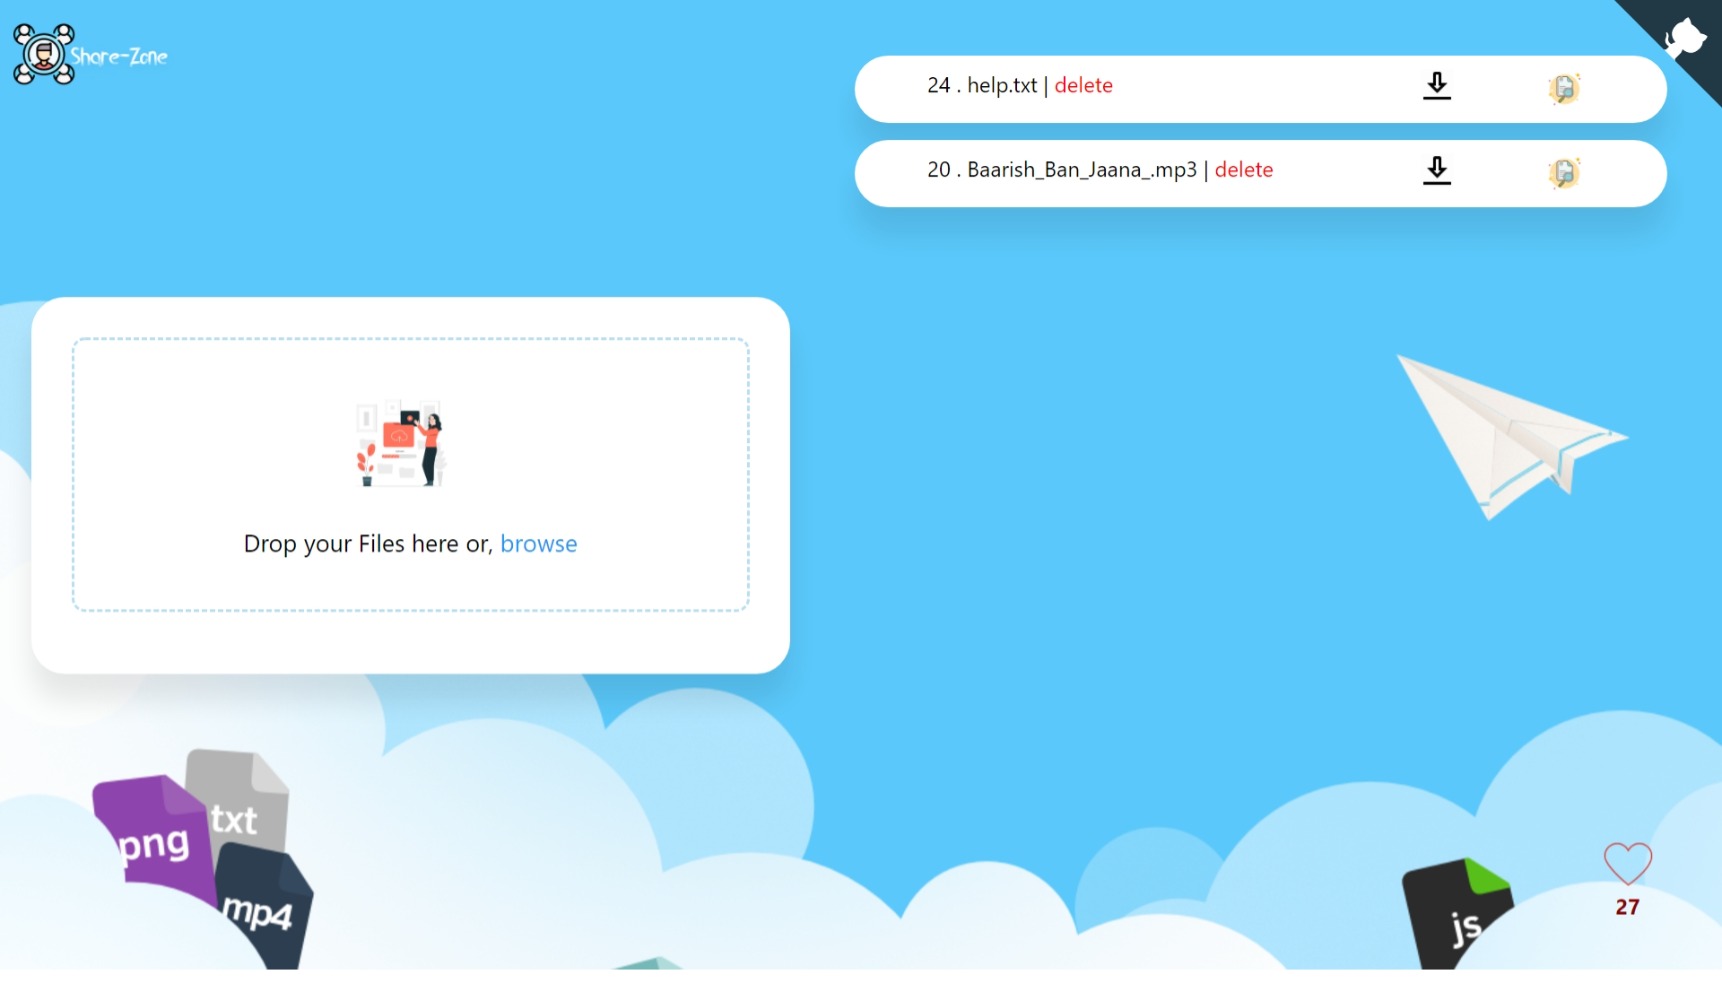 Share-Zone
24 . help.txt | delete
20 . Baarish_Ban_Jaana_.mp3 | delete
Drop your Files here or, browse
txt
png
mp4
js
27